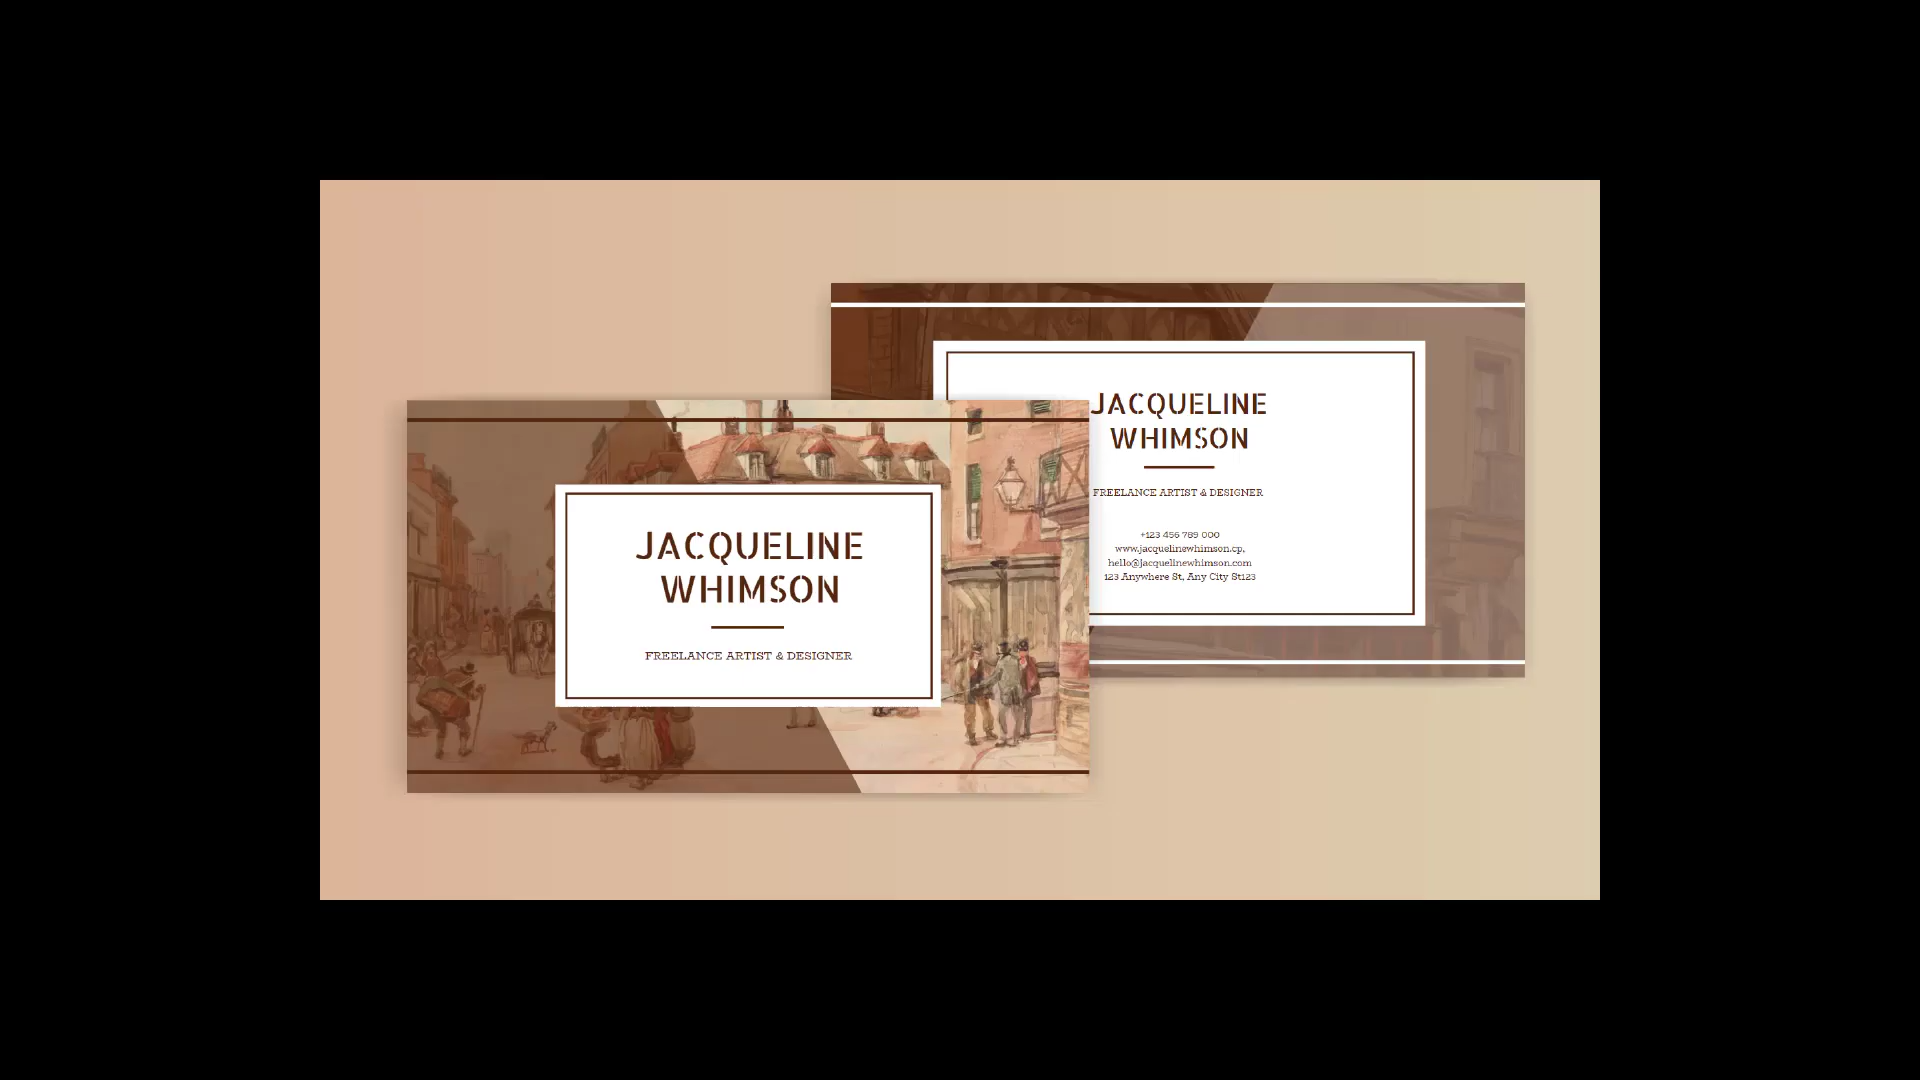 JACQUELINE
WHIMSON
FREELANCE ARTIST & DESIGNER
JACQUELINE
WHIMSON
FREELANCE ARTIST & DESIGNER
+123 456 789 000
www.jacquelinewhimson.cp,
hello@jacquelinewhimson.com
123 Anywhere St, Any City St123